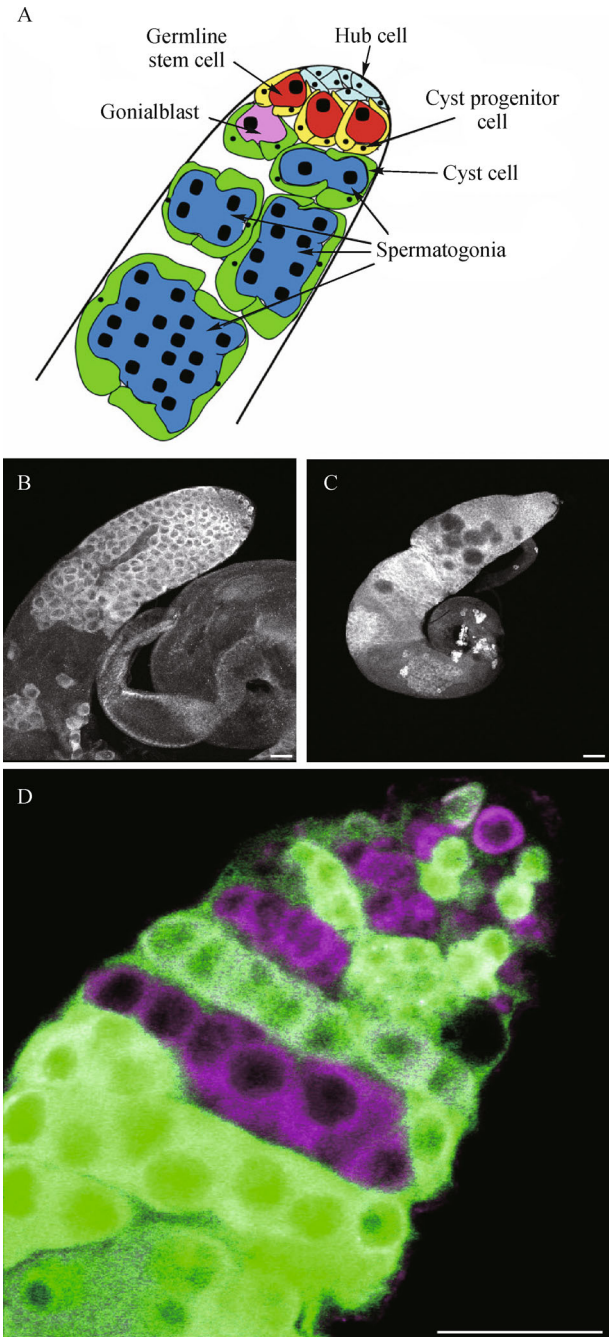 A
Germline
stem cell
Hub cell
Gonialblast
Cyst progenitor
cell
Cyst cell
Spermatogonia
B
C
D